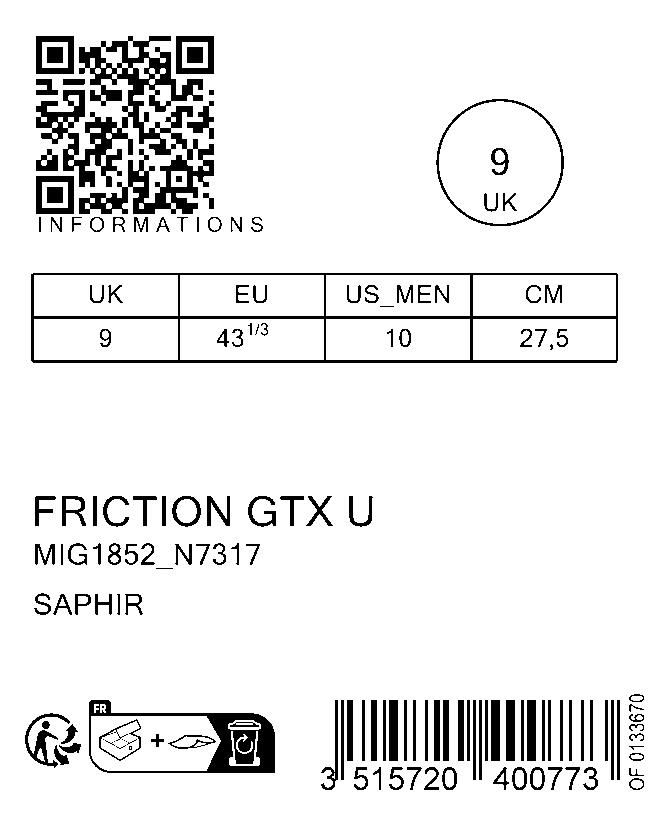 INFORMATIONS
9
UK
UK EU US_MEN CM
9 43 1/3 10 27,5
FRICTION GTX U
MIG1852_N7317
SAPHIR
FR
3 515720 400773
OF 0133670